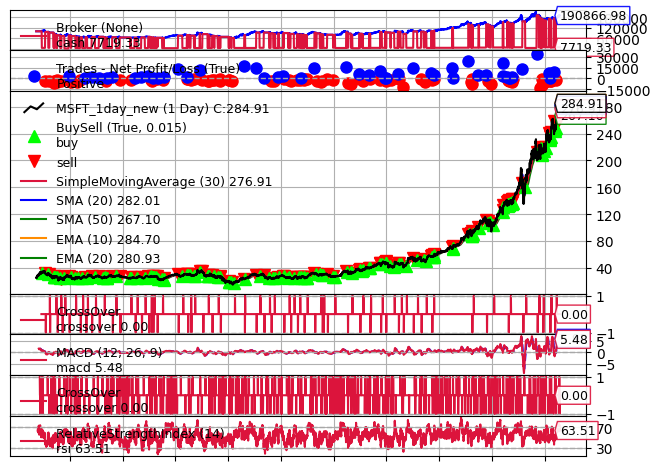 Broker (None)
cash 7719.33
190866.98
120000
7719.33
Trades - Net Profit/Loss (True)
Positive
30000
15000
0
−15000
MSFT_1day_new (1 Day) C:284.91
BuySell (True, 0.015)
buy
sell
SimpleMovingAverage (30) 276.91
SMA (20) 282.01
SMA (50) 267.10
EMA (10) 284.70
EMA (20) 280.93
284.91
240
200
160
120
80
40
CrossOver
crossover 0.00
1
0.00
−1
MACD (12, 26, 9)
macd 5.48
5.48
5
0
−5
CrossOver
crossover 0.00
1
0.00
−1
RelativeStrengthIndex (14)
rsi 63.51
70
63.51
30